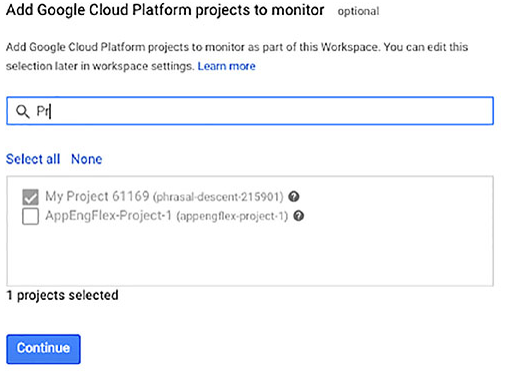 Add Google Cloud Platform projects to monitor optional
Add Google Cloud Platform projects to monitor as part of this Workspace. You can edit this
selection later in workspace settings. Learn more
Pr
Select all None
My Project 61169 (phrasal-descent-215901)
AppEngFlex-Project-1 (appengflex-project-1)
1 projects selected
Continue